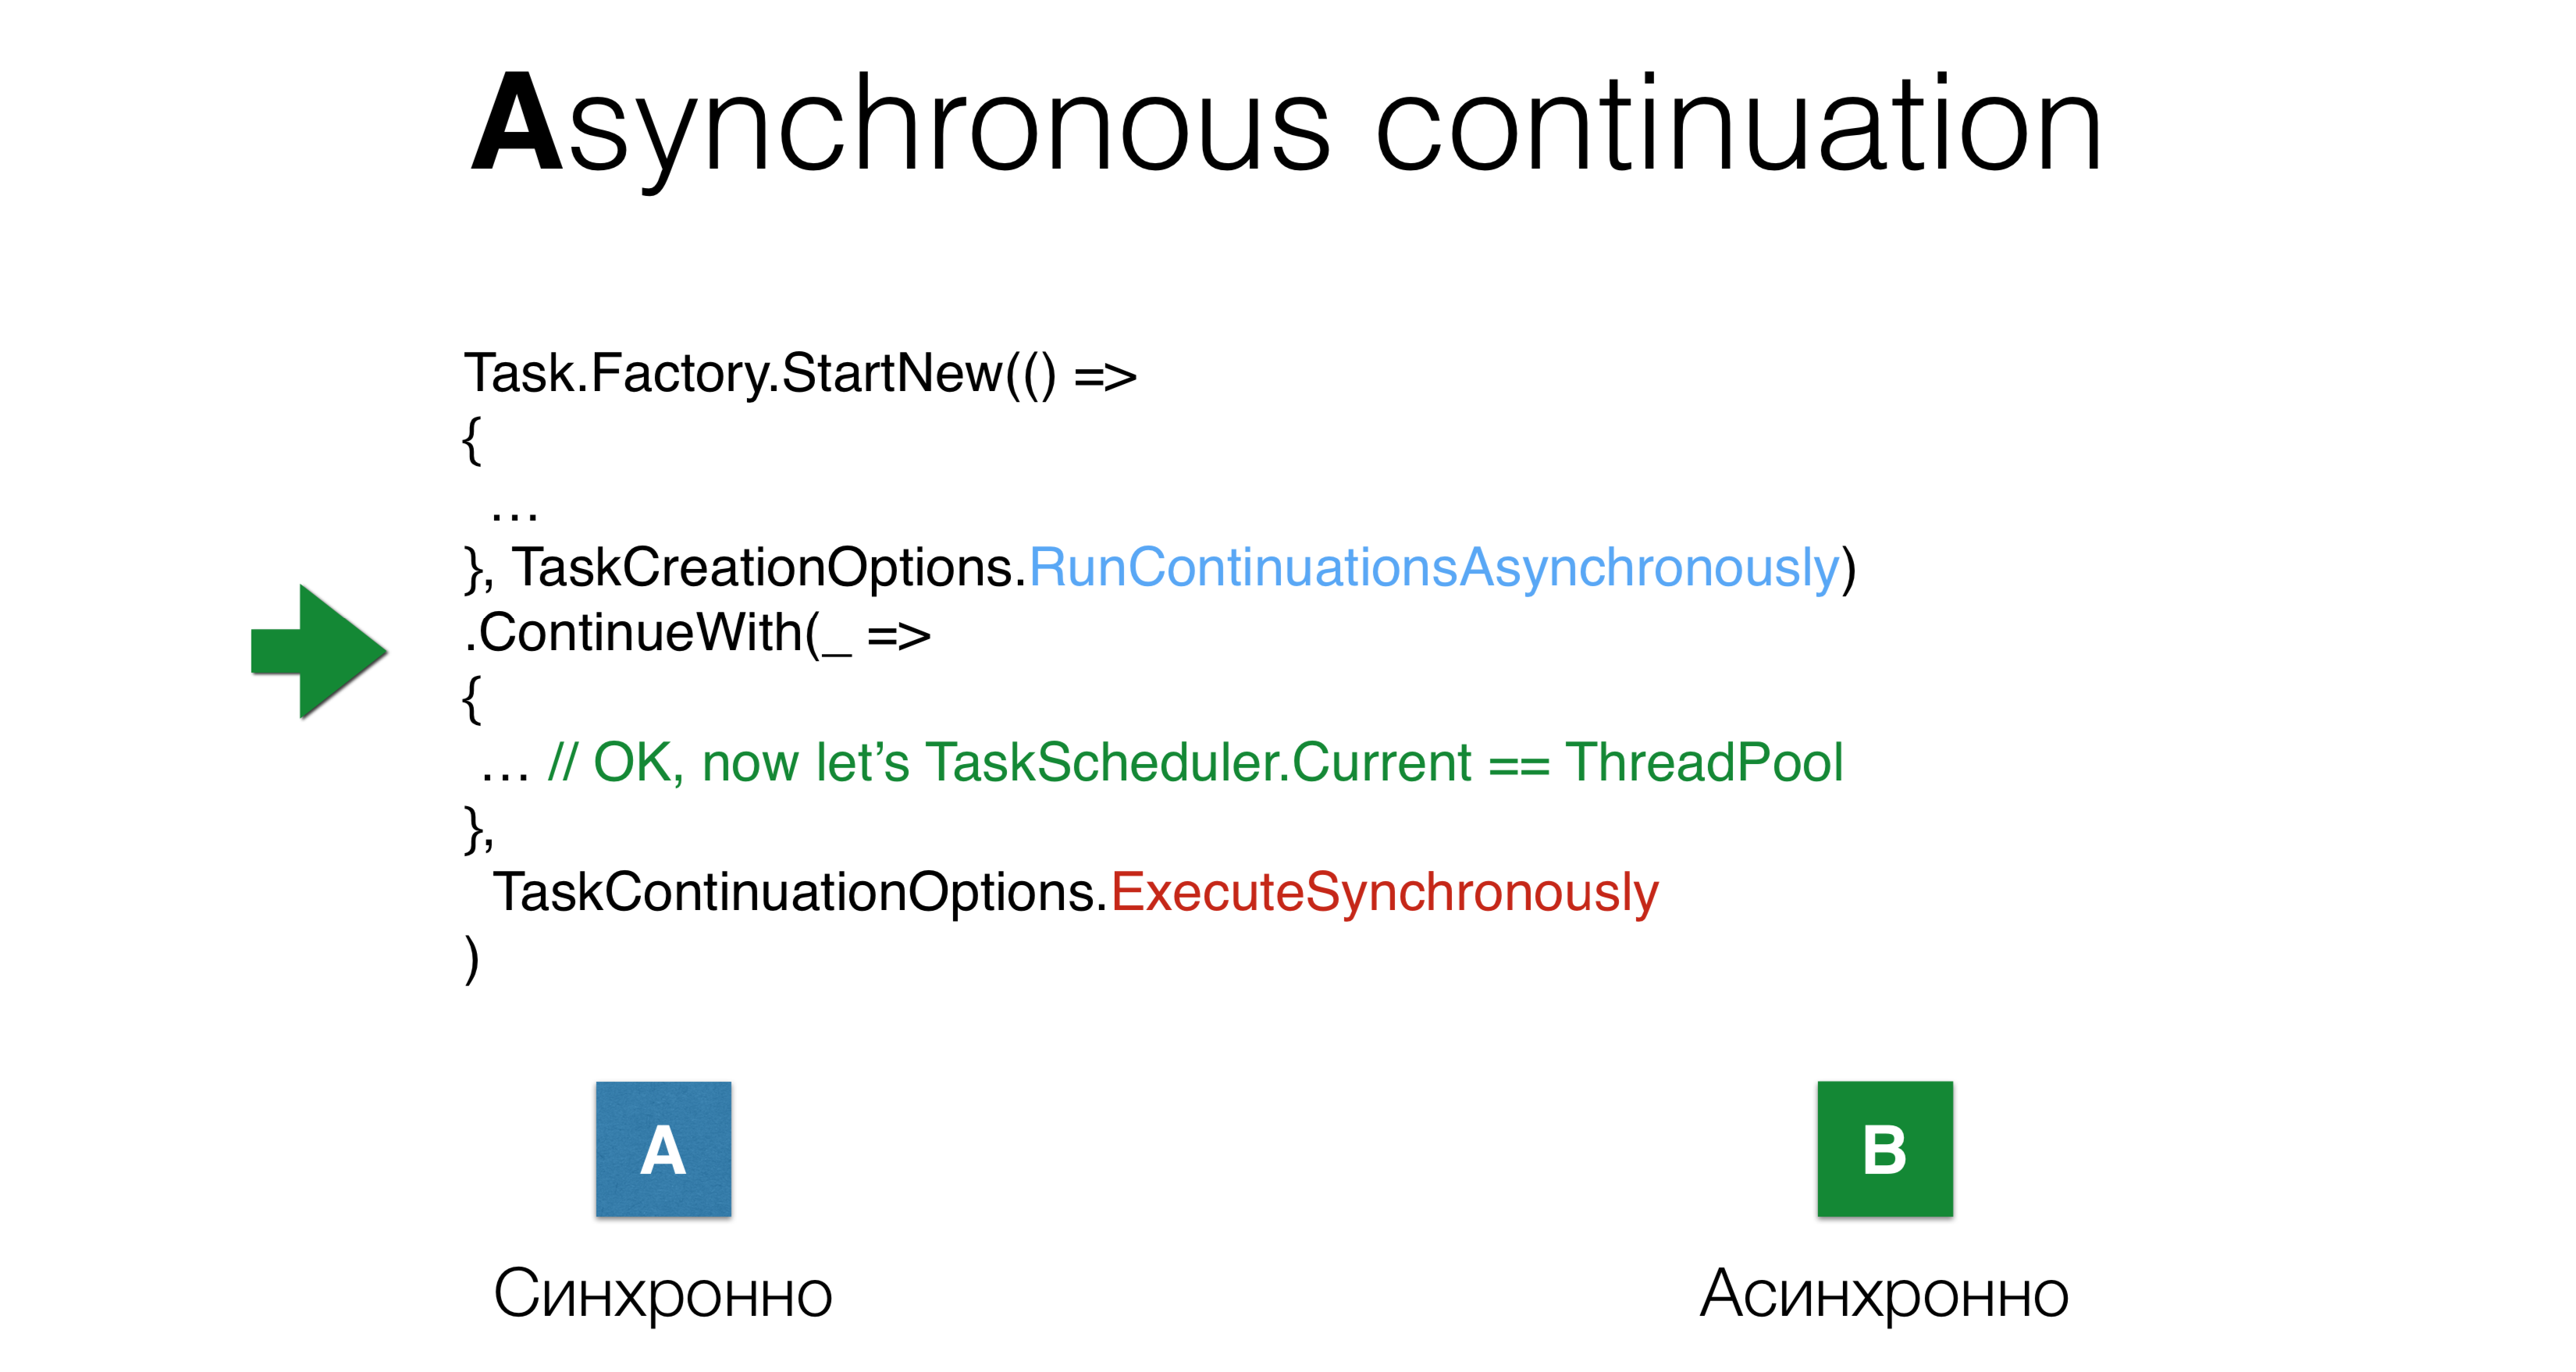 Asynchronous continuation
Task.Factory.StartNew(() =>
{
…
}, TaskCreationOptions.RunContinuationsAsynchronously)
.ContinueWith(_ =>
{
… // OK, now let’s TaskScheduler.Current == ThreadPool
},
TaskContinuationOptions.ExecuteSynchronously
)
A
B
Синхронно
Асинхронно